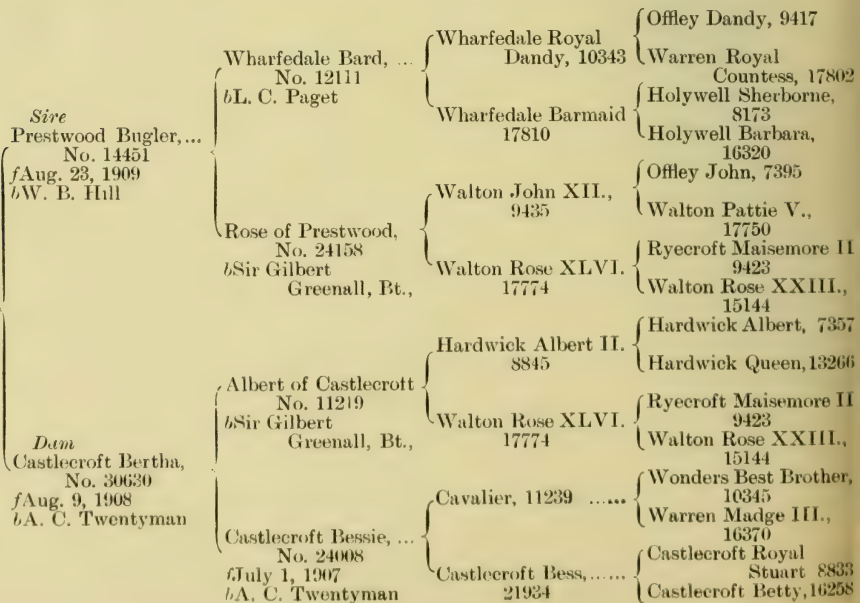 Sire
Prestwood Bugler,...
No. 14451
fAug. 23, 1909
bW. B. Hill
Dam
Castlecroft Bertha,
No. 30630
fAug. 9, 1908
bA. C. Twentyman
Wharfedale Bard, ...
No. 12111
bL. C. Paget
Rose of Prestwood,
No. 24158
bSir Gilbert
Greenall, Bt.,
Albert of Castlecroft
No. 11219
bSir Gilbert
Greenall, Bt.,
Castlecroft Bessie, ...
No. 24008
fJuly 1, 1907
bA. C. Twentyman
Wharfedale Royal
Dandy, 10343
Wharfedale Barmaid
17810
Walton John XII.,
9435
Walton Rose XLVI.
17774
Hardwick Albert II.
8845
Walton Rose XLVI.
17774
Cavalier, 11239 ......
Castlecroft Bess,......
21934
Offley Dandy, 9417
Warren Royal
Countess, 17802
Holywell Sherborne,
8173
Holywell Barbara,
16320
Offley John, 7395
Walton Pattie V.,
17750
Ryecroft Maisemore II
9423
Walton Rose XXIII.,
15144
Hardwick Albert, 7357
Hardwick Queen, 13266
Ryecroft Maisemore II
9423
Walton Rose XXIII.,
15144
Wonders Best Brother,
10345
Warren Madge III.,
16370
Castlecroft Royal
Stuart 8833
Castlecroft Betty, 16258